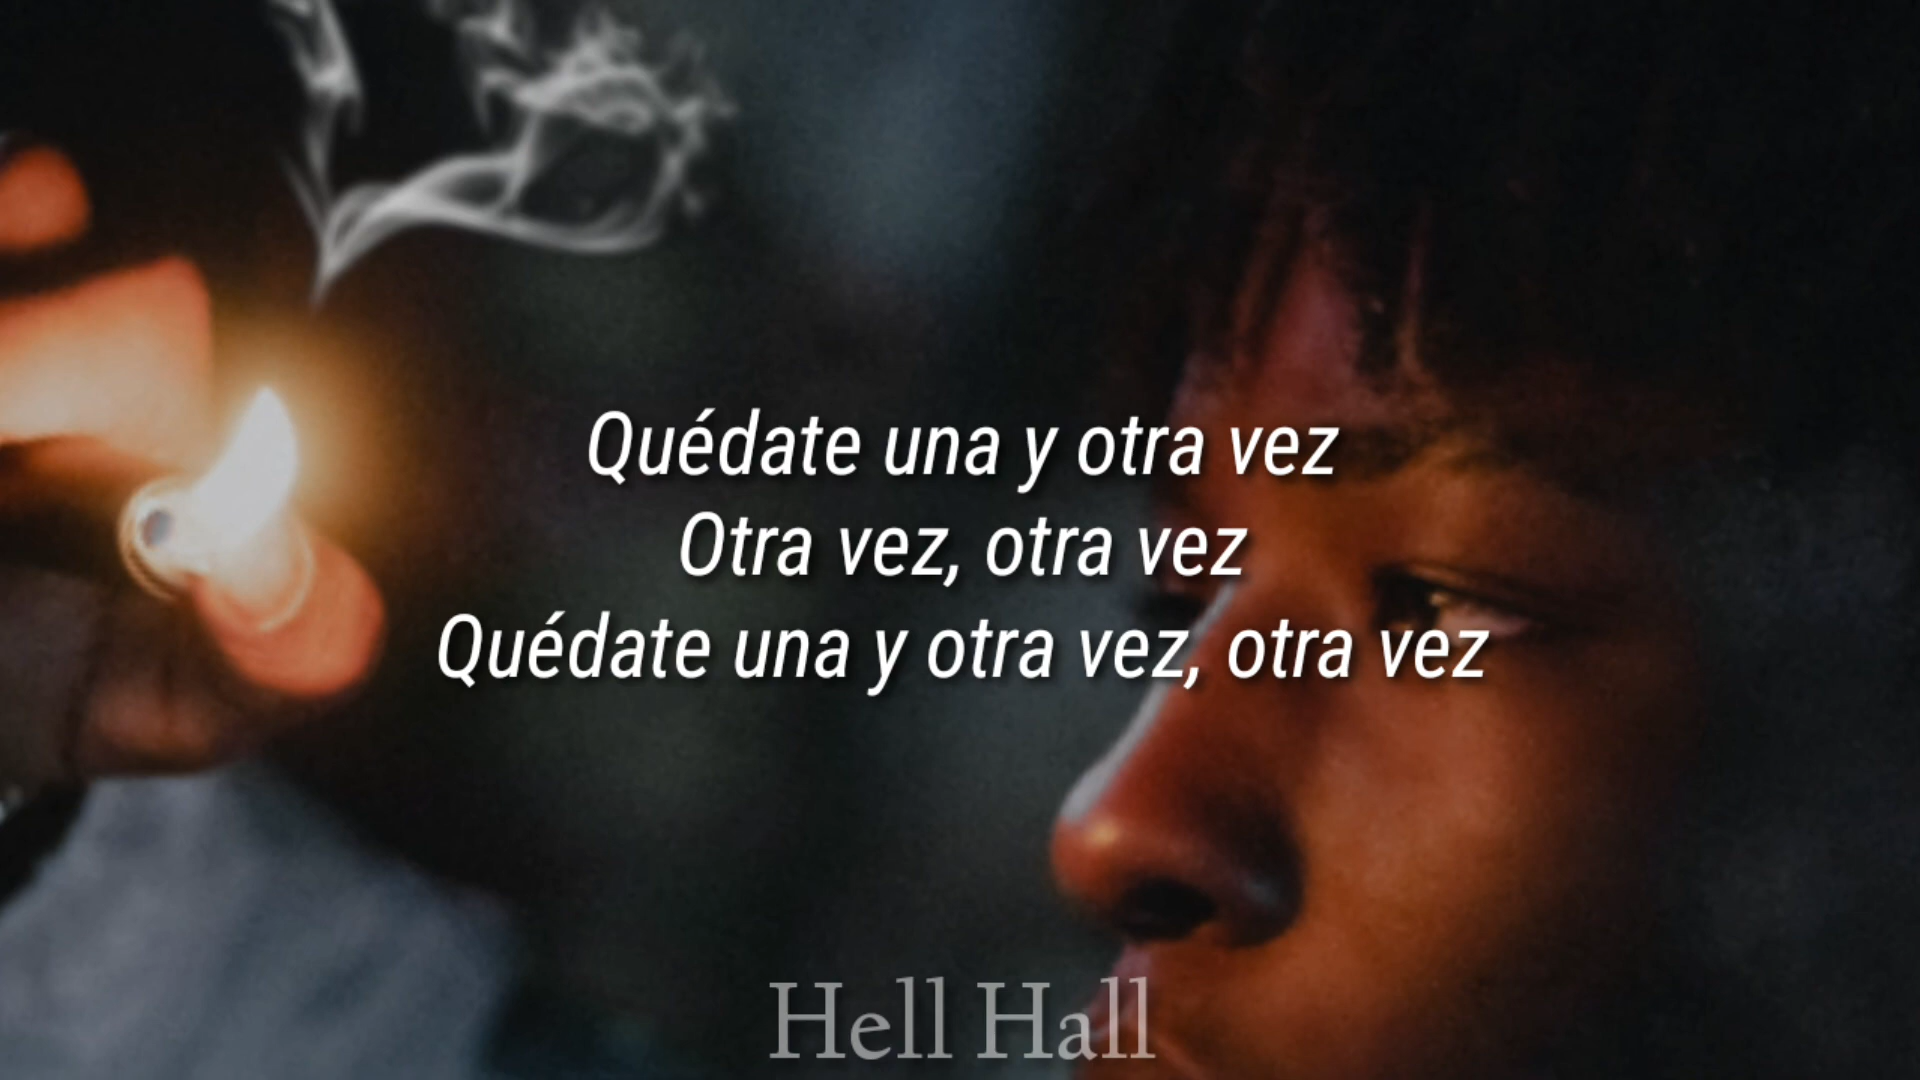 Quédate una y otra vez
Otra vez, otra vez
Quédate una y otra vez, otra vez
Hell Hall